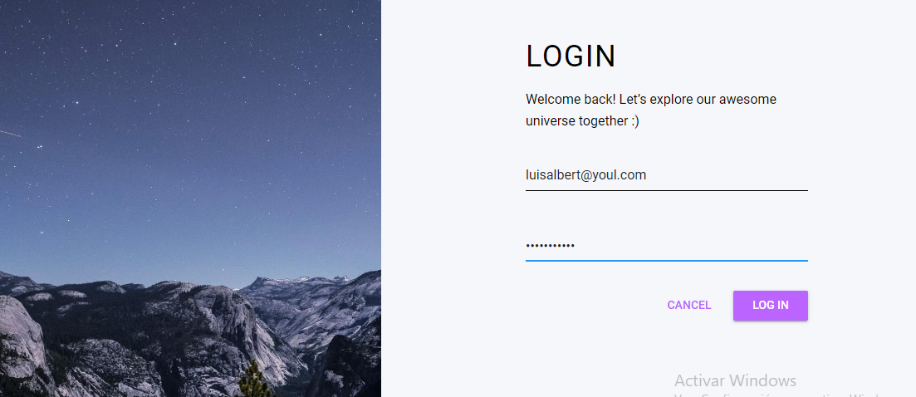 LOGIN
Welcome back! Let's explore our awesome
universe together :)
luisalbert@youl.com
•••••••••••
CANCEL LOG IN
Activar Windows